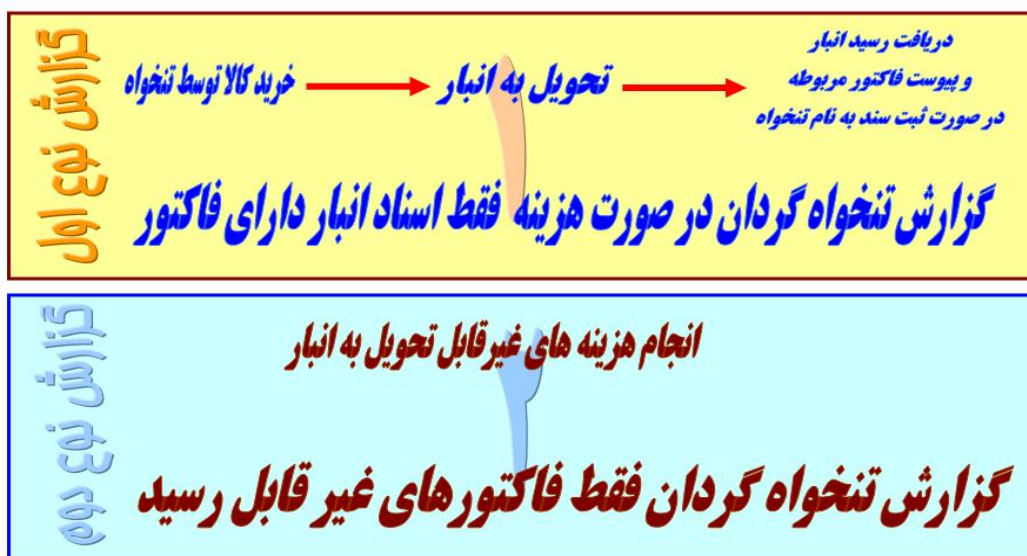 گزارش نوع اول
خرید کالا توسط تنخواه
تحویل به انبار
دریافت رسید انبار
و پیوست فاکتور مربوطه
در صورت ثبت سند به نام تنخواه
۱
گزارش تنخواه گردان در صورت هزینه فقط اسناد انبار دارای فاکتور
گزارش نوع دوم
انجام هزینه های غیرقابل تحویل به انبار
۲
گزارش تنخواه گردان فقط فاکتورهای غیر قابل رسید